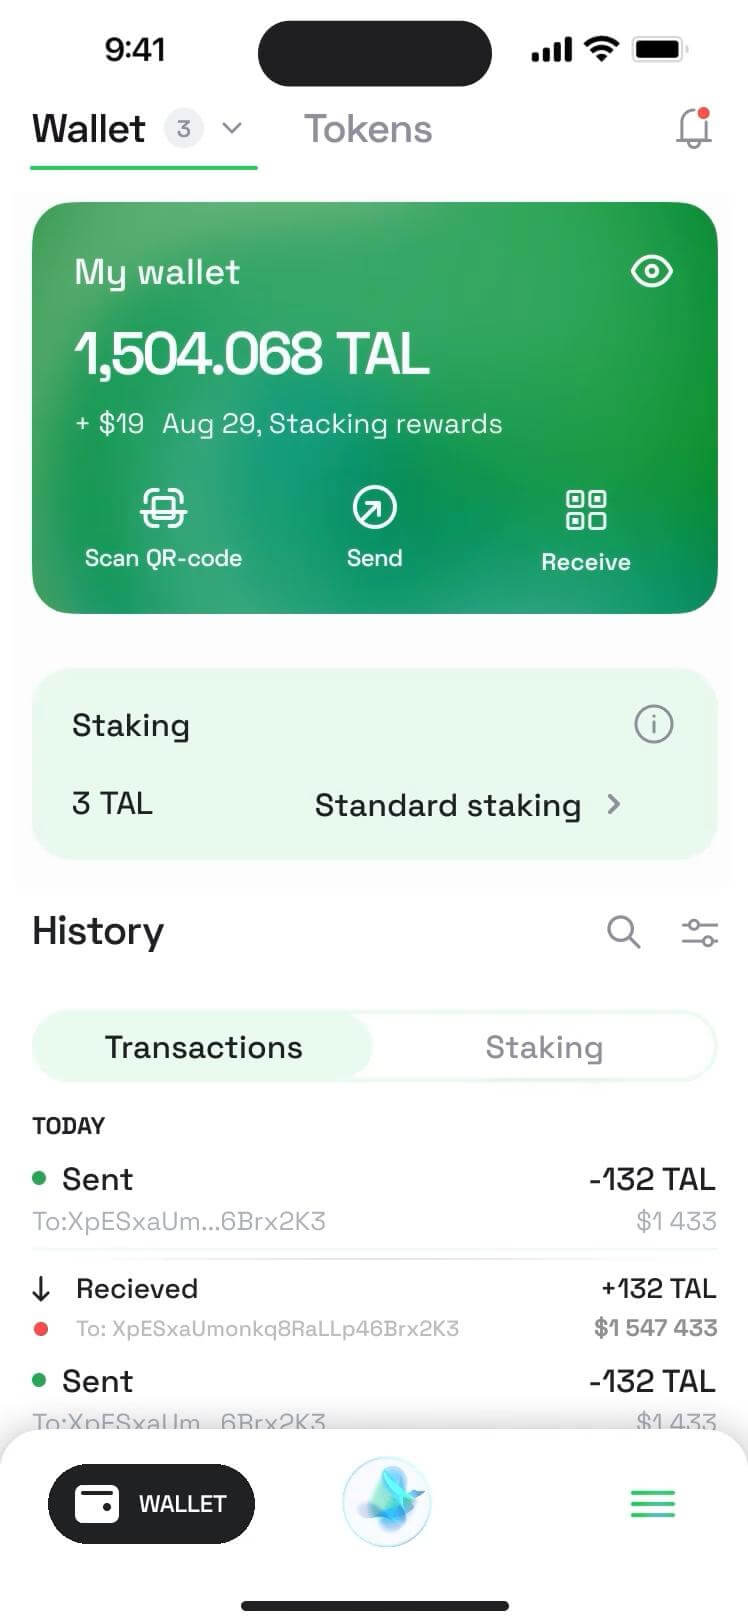 9:41
Wallet 3 Tokens
My wallet
1,504.068 TAL
+ $19 Aug 29, Stacking rewards
Scan QR-code Send Receive
Staking
3 TAL Standard staking
History
Transactions Staking
TODAY
Sent -132 TAL
To:XpESxaUm...6Brx2K3 $1 433
Recieved +132 TAL
To: XpESxaUmonkq8RaLLp46Brx2K3 $1 547 433
Sent -132 TAL
To:XpESxaUm...6Brx2K3 $1 433
WALLET